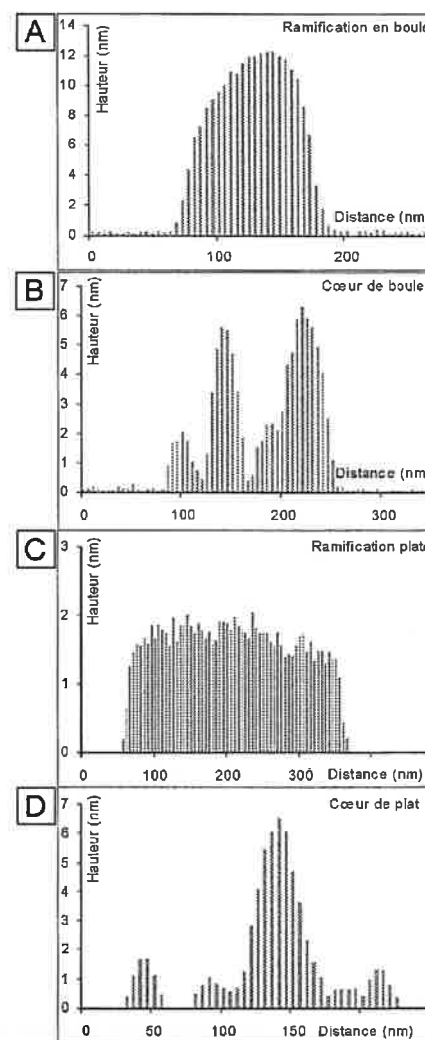 A
Ramification en boule
Hauteur (nm)
14
12
10
8
6
4
2
0
Distance (nm
0 100 200
B
Cœur de boule
Hauteur (nm)
7
6
5
4
3
2
1
0
Distance (nm
100 200 300
C
Ramification plate
Hauteur (nm)
3
2
1
0
0 100 200 300 Distance (nm)
D
Cœur de plat
Hauteur (nm)
7
6
5
4
3
2
1
0
0 50 100 150 Distance (nm)